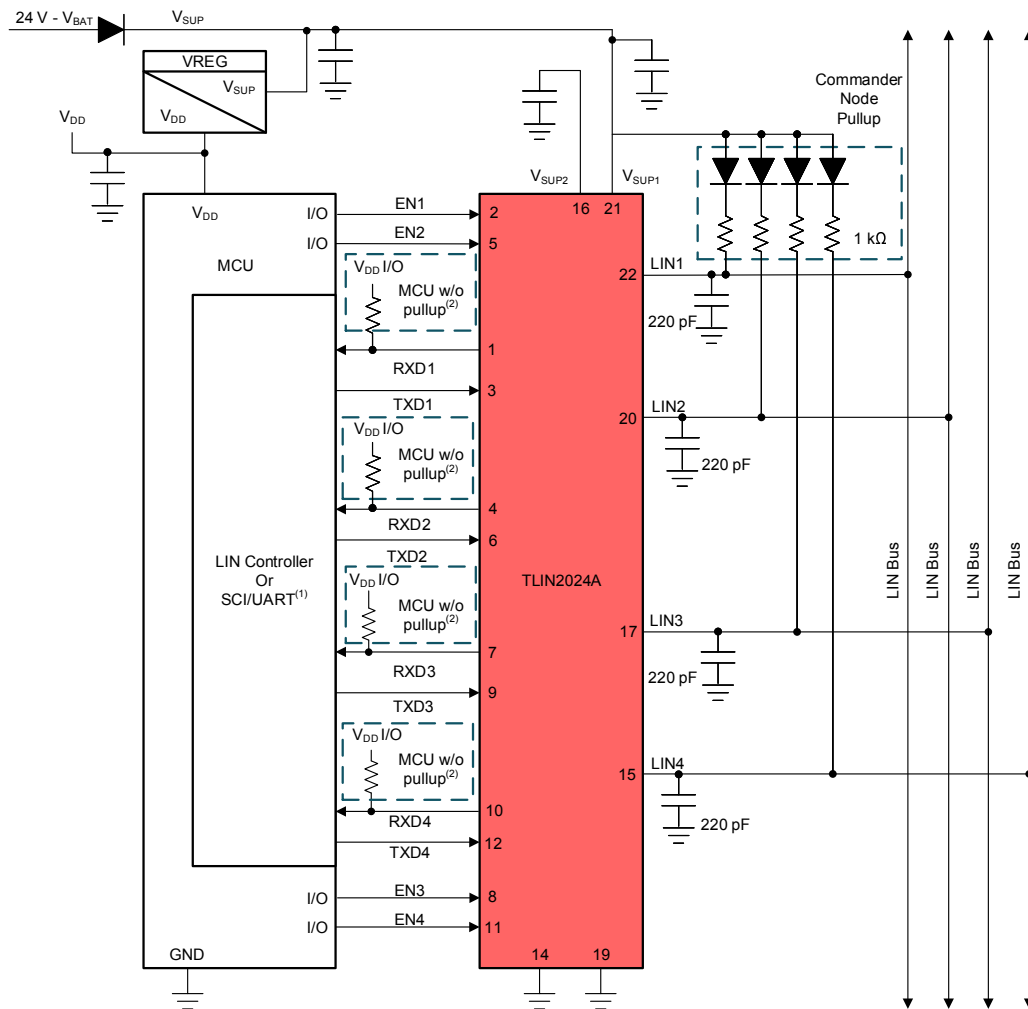 24 V - VBAT
VSUP
VREG
VSUP
VDD
VDD
Commander
Node
Pullup
VSUP2
VSUP1
16
21
VDD
I/O
EN1
2
I/O
EN2
5
MCU
1 kΩ
VDD I/O
MCU w/o
pullup(2)
22
LIN1
220 pF
1
RXD1
3
TXD1
VDD I/O
MCU w/o
pullup(2)
20
LIN2
220 pF
4
RXD2
6
TXD2
LIN Controller
Or
SCI/UART(1)
TLIN2024A
LIN Bus
LIN Bus
LIN Bus
LIN Bus
VDD I/O
MCU w/o
pullup(2)
17
LIN3
220 pF
7
RXD3
9
TXD3
VDD I/O
MCU w/o
pullup(2)
15
LIN4
220 pF
10
RXD4
12
TXD4
I/O
EN3
8
I/O
EN4
11
GND
14
19